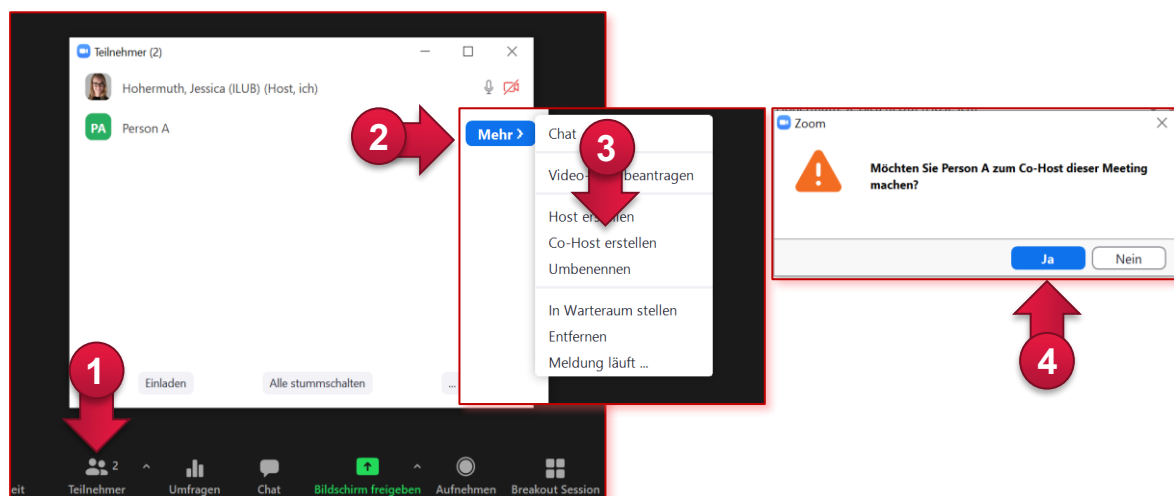 Teilnehmer (2)
Hohermuth, Jessica (ILUB) (Host, ich)
PA Person A
2
Mehr >
3
Chat
Video- beantragen
Host erstellen
Co-Host erstellen
Umbenennen
In Warteraum stellen
Entfernen
Meldung läuft ...
Zoom
Möchten Sie Person A zum Co-Host dieser Meeting
machen?
Ja Nein
4
1
Einladen Alle stummschalten ...
2
eit Teilnehmer Umfragen Chat Bildschirm freigeben Aufnehmen Breakout Session